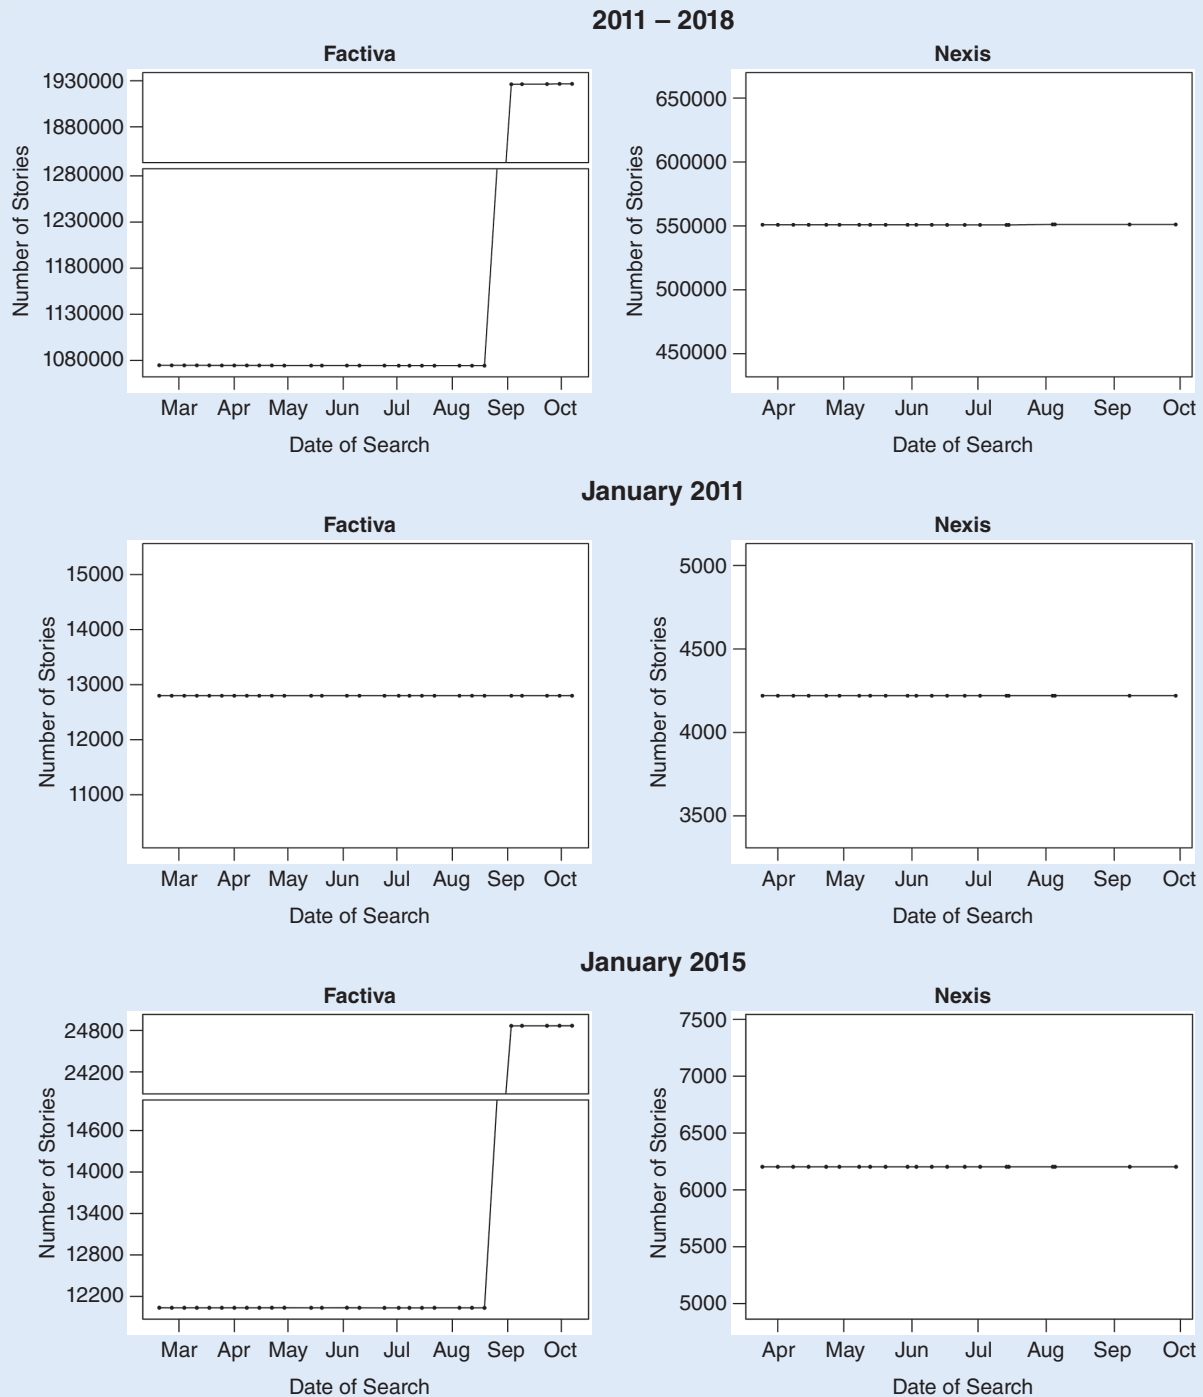 2011 – 2018
Factiva
Number of Stories
1930000
1880000
1280000
1230000
1180000
1130000
1080000
Mar Apr May Jun Jul Aug Sep Oct
Date of Search
Nexis
Number of Stories
650000
600000
550000
500000
450000
Apr May Jun Jul Aug Sep Oct
Date of Search
January 2011
Factiva
Number of Stories
15000
14000
13000
12000
11000
Mar Apr May Jun Jul Aug Sep Oct
Date of Search
Nexis
Number of Stories
5000
4500
4000
3500
Apr May Jun Jul Aug Sep Oct
Date of Search
January 2015
Factiva
Number of Stories
24800
24200
14600
14000
13400
12800
12200
Mar Apr May Jun Jul Aug Sep Oct
Date of Search
Nexis
Number of Stories
7500
7000
6500
6000
5500
5000
Apr May Jun Jul Aug Sep Oct
Date of Search